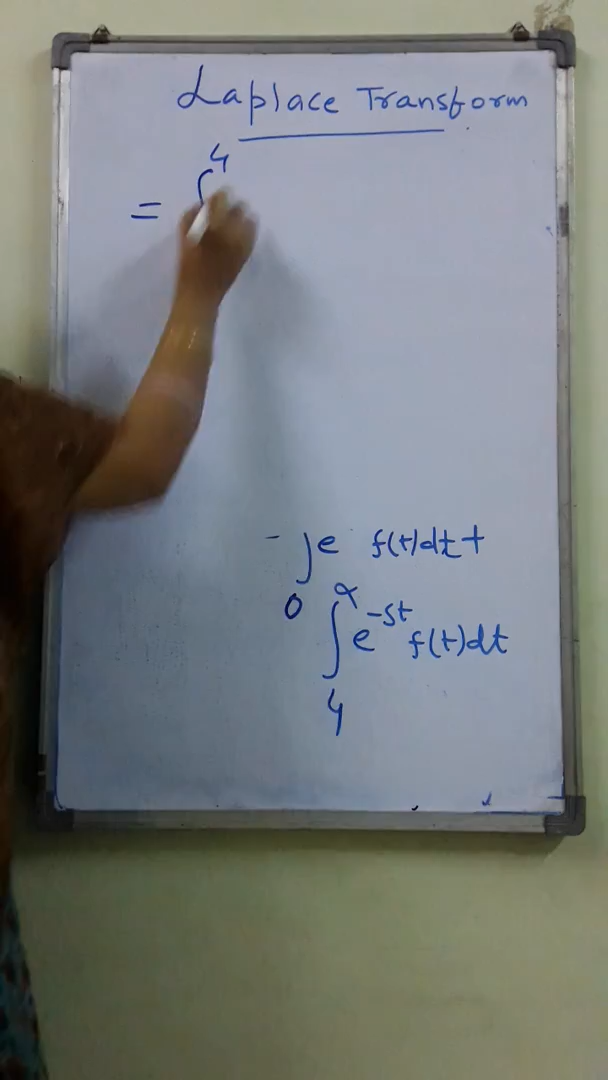 Laplace Transform
= ∫ 4
- ∫ e f(t)dt +
0
∫ ∝ e^-st f(t)dt
4